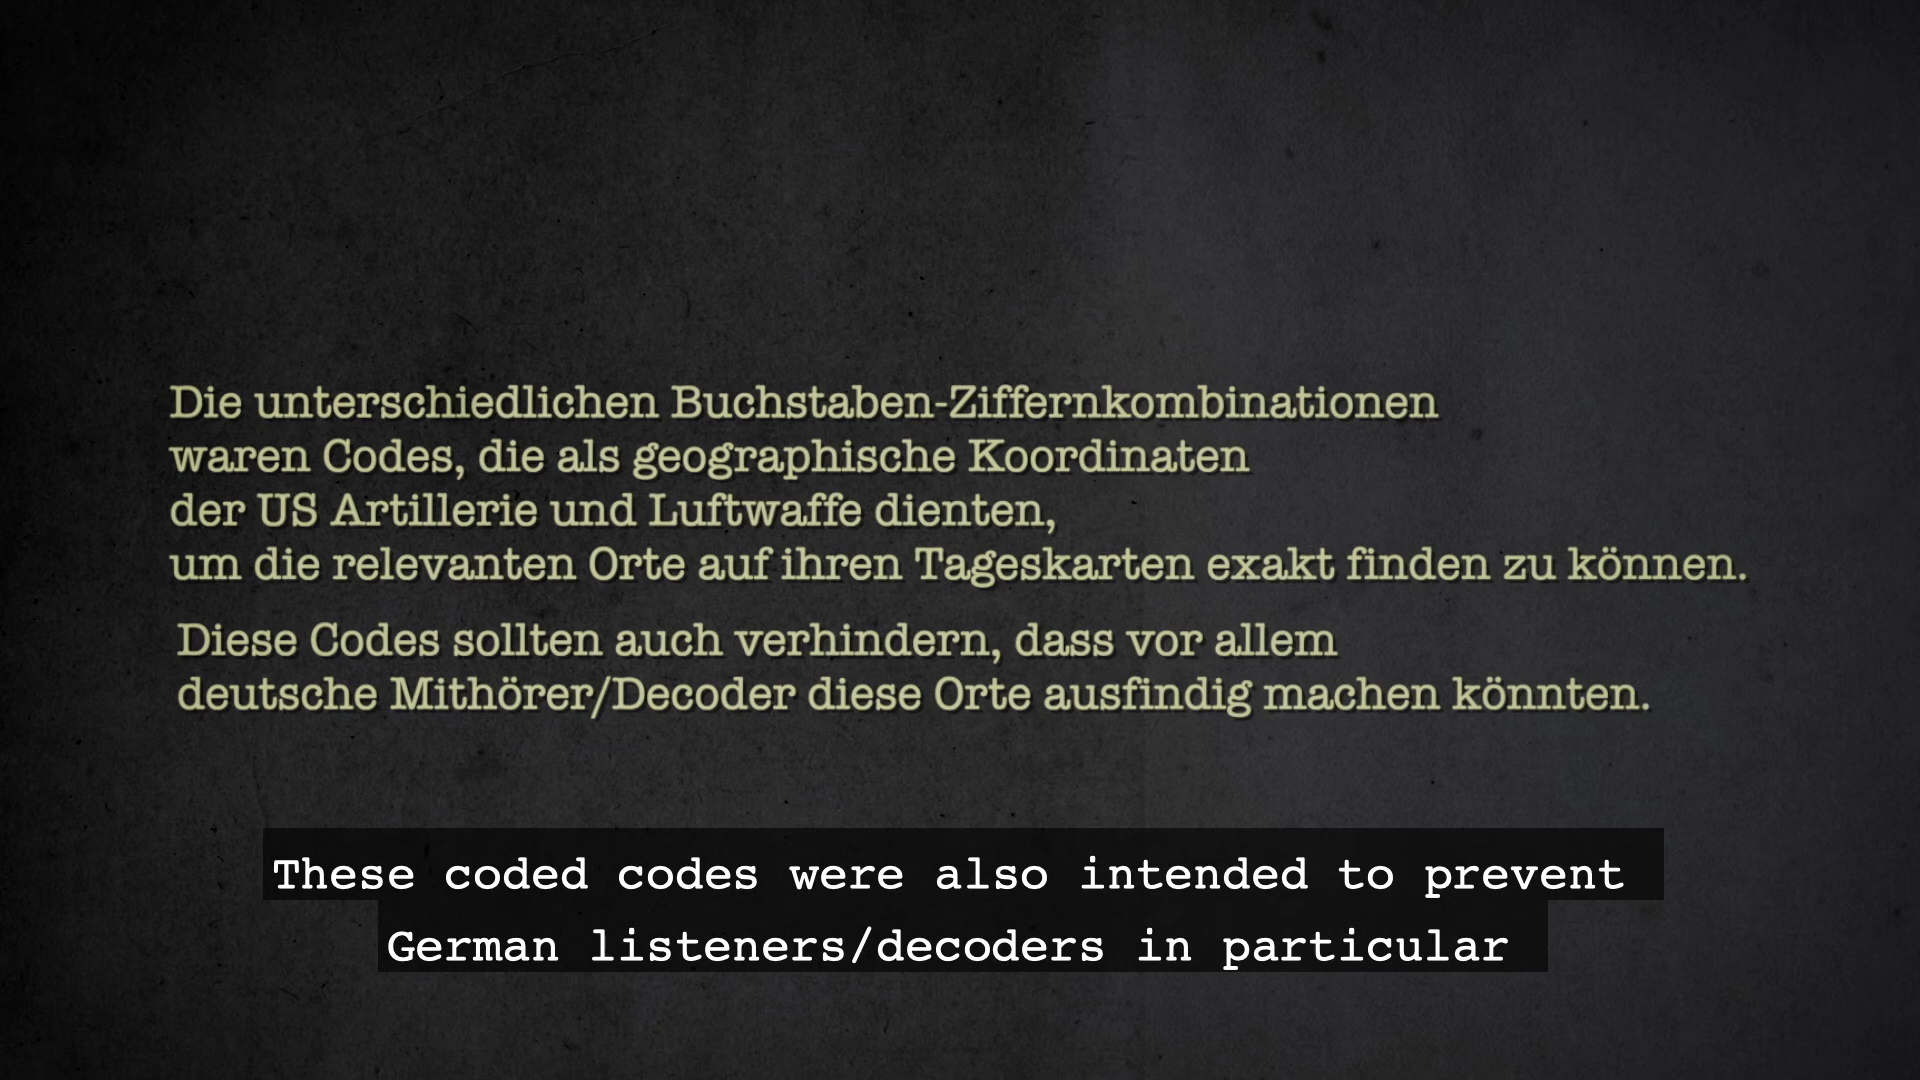 Die unterschiedlichen Buchstaben-Ziffernkombinationen
waren Codes, die als geographische Koordinaten
der US Artillerie und Luftwaffe dienten,
um die relevanten Orte auf ihren Tageskarten exakt finden zu können.
Diese Codes sollten auch verhindern, dass vor allem
deutsche Mithörer/Decoder diese Orte ausfindig machen könnten.
These coded codes were also intended to prevent
German listeners/decoders in particular